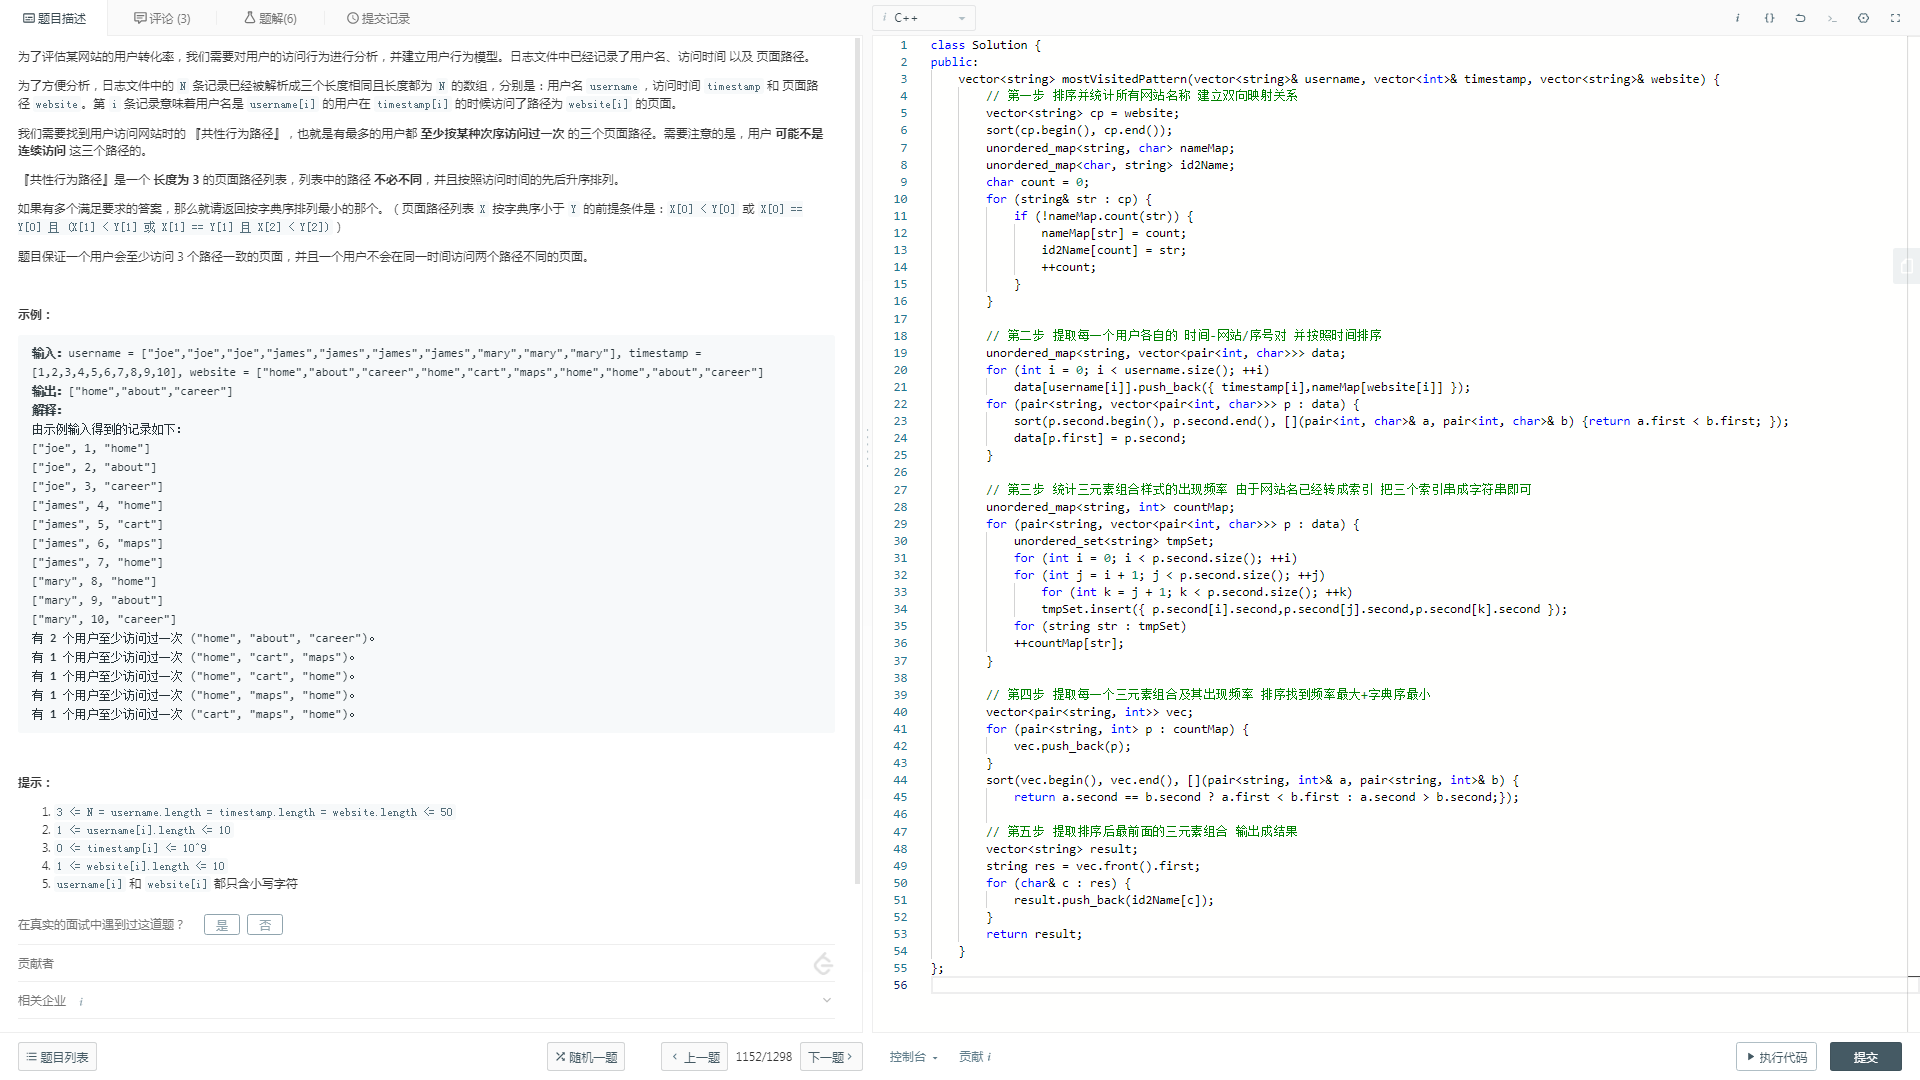 题目描述
评论 (3)
题解(6)
提交记录
为了评估某网站的用户转化率，我们需要对用户的访问行为进行分析，并建立用户行为模型。日志文件中已经记录了用户名、访问时间 以及 页面路径。
为了方便分析，日志文件中的 N 条记录已经被解析成三个长度相同且长度都为 N 的数组，分别是：用户名 username ，访问时间 timestamp 和 页面路
径 website 。第 i 条记录意味着用户名是 username[i] 的用户在 timestamp[i] 的时候访问了路径为 website[i] 的页面。
我们需要找到用户访问网站时的 『共性行为路径』，也就是有最多的用户都 至少按某种次序访问过一次 的三个页面路径。需要注意的是，用户 可能不是
连续访问 这三个路径的。
『共性行为路径』是一个 长度为 3 的页面路径列表，列表中的路径 不必不同，并且按照访问时间的先后升序排列。
如果有多个满足要求的答案，那么就请返回按字典序排列最小的那个。（页面路径列表 X 按字典序小于 Y 的前提条件是：X[0] < Y[0] 或 X[0] ==
Y[0] 且 (X[1] < Y[1] 或 X[1] == Y[1] 且 X[2] < Y[2]) ）
题目保证一个用户会至少访问 3 个路径一致的页面，并且一个用户不会在同一时间访问两个路径不同的页面。
示例：
输入: username = ["joe","joe","joe","james","james","james","james","mary","mary","mary"], timestamp =
[1,2,3,4,5,6,7,8,9,10], website = ["home","about","career","home","cart","maps","home","home","about","career"]
输出: ["home","about","career"]
解释:
由示例输入得到的记录如下:
["joe", 1, "home"]
["joe", 2, "about"]
["joe", 3, "career"]
["james", 4, "home"]
["james", 5, "cart"]
["james", 6, "maps"]
["james", 7, "home"]
["mary", 8, "home"]
["mary", 9, "about"]
["mary", 10, "career"]
有 2 个用户至少访问过一次 ("home", "about", "career")。
有 1 个用户至少访问过一次 ("home", "cart", "maps")。
有 1 个用户至少访问过一次 ("home", "cart", "home")。
有 1 个用户至少访问过一次 ("home", "maps", "home")。
有 1 个用户至少访问过一次 ("cart", "maps", "home")。
提示：
1. 3 <= N = username.length = timestamp.length = website.length <= 50
2. 1 <= username[i].length <= 10
3. 0 <= timestamp[i] <= 10^9
4. 1 <= website[i].length <= 10
5. username[i] 和 website[i] 都只含小写字符
在真实的面试中遇到过这道题？ 是 否
贡献者
相关企业 i
题目列表
随机一题
上一题
1152/1298
下一题
i C++
i {}
1 class Solution {
2 public:
3 vector<string> mostVisitedPattern(vector<string>& username, vector<int>& timestamp, vector<string>& website) {
4 // 第一步 排序并统计所有网站名称 建立双向映射关系
5 vector<string> cp = website;
6 sort(cp.begin(), cp.end());
7 unordered_map<string, char> nameMap;
8 unordered_map<char, string> id2Name;
9 char count = 0;
10 for (string& str : cp) {
11 if (!nameMap.count(str)) {
12 nameMap[str] = count;
13 id2Name[count] = str;
14 ++count;
15 }
16 }
17
18 // 第二步 提取每一个用户各自的 时间-网站/序号对 并按照时间排序
19 unordered_map<string, vector<pair<int, char>>> data;
20 for (int i = 0; i < username.size(); ++i)
21 data[username[i]].push_back({ timestamp[i],nameMap[website[i]] });
22 for (pair<string, vector<pair<int, char>>> p : data) {
23 sort(p.second.begin(), p.second.end(), [](pair<int, char>& a, pair<int, char>& b) {return a.first < b.first; });
24 data[p.first] = p.second;
25 }
26
27 // 第三步 统计三元素组合样式的出现频率 由于网站名已经转成索引 把三个索引串成字符串即可
28 unordered_map<string, int> countMap;
29 for (pair<string, vector<pair<int, char>>> p : data) {
30 unordered_set<string> tmpSet;
31 for (int i = 0; i < p.second.size(); ++i)
32 for (int j = i + 1; j < p.second.size(); ++j)
33 for (int k = j + 1; k < p.second.size(); ++k)
34 tmpSet.insert({ p.second[i].second,p.second[j].second,p.second[k].second });
35 for (string str : tmpSet)
36 ++countMap[str];
37 }
38
39 // 第四步 提取每一个三元素组合及其出现频率 排序找到频率最大+字典序最小
40 vector<pair<string, int>> vec;
41 for (pair<string, int> p : countMap) {
42 vec.push_back(p);
43 }
44 sort(vec.begin(), vec.end(), [](pair<string, int>& a, pair<string, int>& b) {
45 return a.second == b.second ? a.first < b.first : a.second > b.second;});
46
47 // 第五步 提取排序后最前面的三元素组合 输出成结果
48 vector<string> result;
49 string res = vec.front().first;
50 for (char& c : res) {
51 result.push_back(id2Name[c]);
52 }
53 return result;
54 }
55 };
56
控制台
贡献 i
执行代码
提交